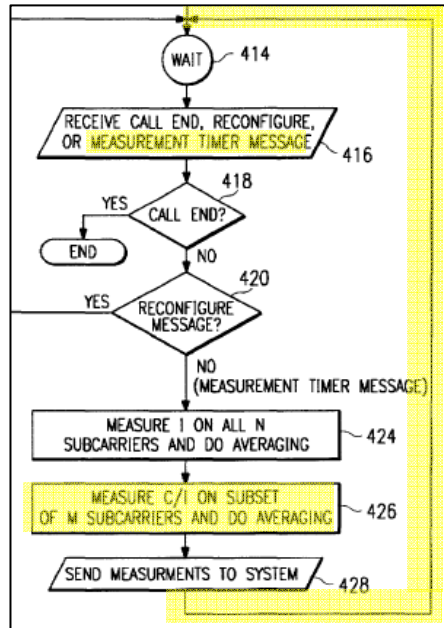 WAIT
414
RECEIVE CALL END, RECONFIGURE,
OR MEASUREMENT TIMER MESSAGE
416
418
YES
CALL END?
END
NO
420
YES
RECONFIGURE
MESSAGE?
NO
(MEASUREMENT TIMER MESSAGE)
MEASURE I ON ALL N
SUBCARRIERS AND DO AVERAGING
424
MEASURE C/I ON SUBSET
OF M SUBCARRIERS AND DO AVERAGING
426
SEND MEASURMENTS TO SYSTEM
428